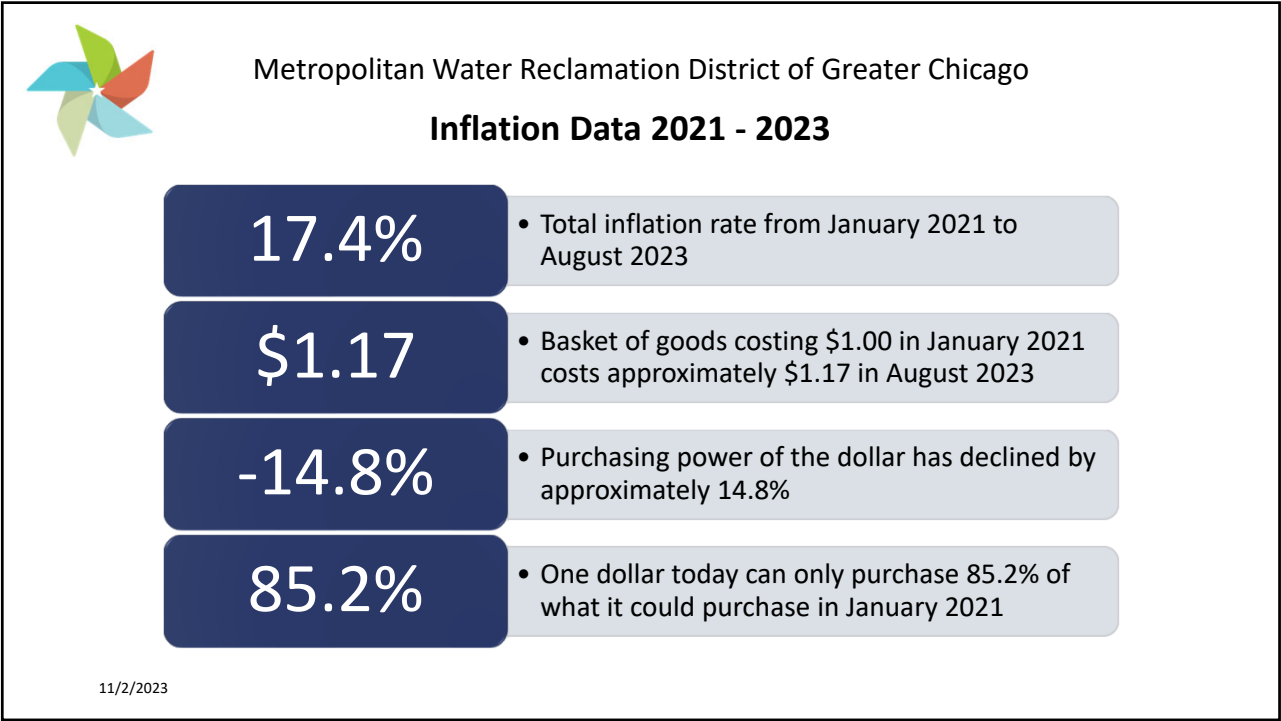 Metropolitan Water Reclamation District of Greater Chicago
Inflation Data 2021 - 2023
17.4%
• Total inflation rate from January 2021 to
August 2023
$1.17
• Basket of goods costing $1.00 in January 2021
costs approximately $1.17 in August 2023
-14.8%
• Purchasing power of the dollar has declined by
approximately 14.8%
85.2%
• One dollar today can only purchase 85.2% of
what it could purchase in January 2021
11/2/2023